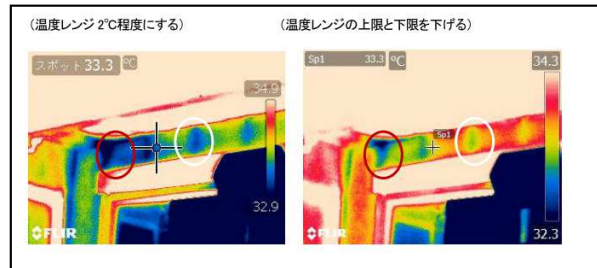 (温度レンジ 2℃程度にする)
(温度レンジの上限と下限を下げる)
スポット 33.3 ℃
34.9
32.9
FLIR
Sp1 33.3 ℃
34.3
Sp1
32.3
FLIR